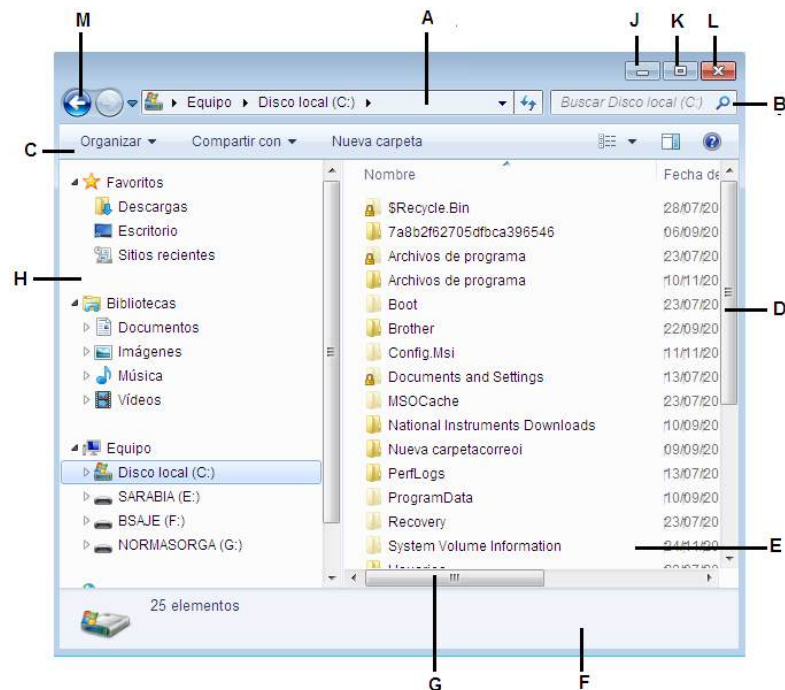 M
A
J
K
L
Equipo
Disco local (C:)
Buscar Disco local (C:)
B
C
Organizar
Compartir con
Nueva carpeta
Favoritos
Descargas
Escritorio
Sitios recientes
H
Bibliotecas
Documentos
Imágenes
Música
Vídeos
Equipo
Disco local (C:)
SARABIA (E:)
BSAJE (F:)
NORMASORGA (G:)
Nombre
Fecha de
$Recycle.Bin 28/07/20
7a8b2f62705dfbca396546 06/09/20
Archivos de programa 23/07/20
Archivos de programa 10/11/20
Boot 23/07/20
D
Brother 22/09/20
Config.Msi 11/11/20
Documents and Settings 13/07/20
MSOCache 23/07/20
National Instruments Downloads 10/09/20
Nueva carpetacorreoi 09/09/20
PerfLogs 13/07/20
ProgramData 10/09/20
Recovery 23/07/20
System Volume Information 24/11/20
E
25 elementos
G
F